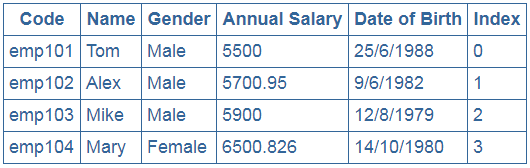 Code Name Gender Annual Salary Date of Birth Index
emp101 Tom Male 5500 25/6/1988 0
emp102 Alex Male 5700.95 9/6/1982 1
emp103 Mike Male 5900 12/8/1979 2
emp104 Mary Female 6500.826 14/10/1980 3